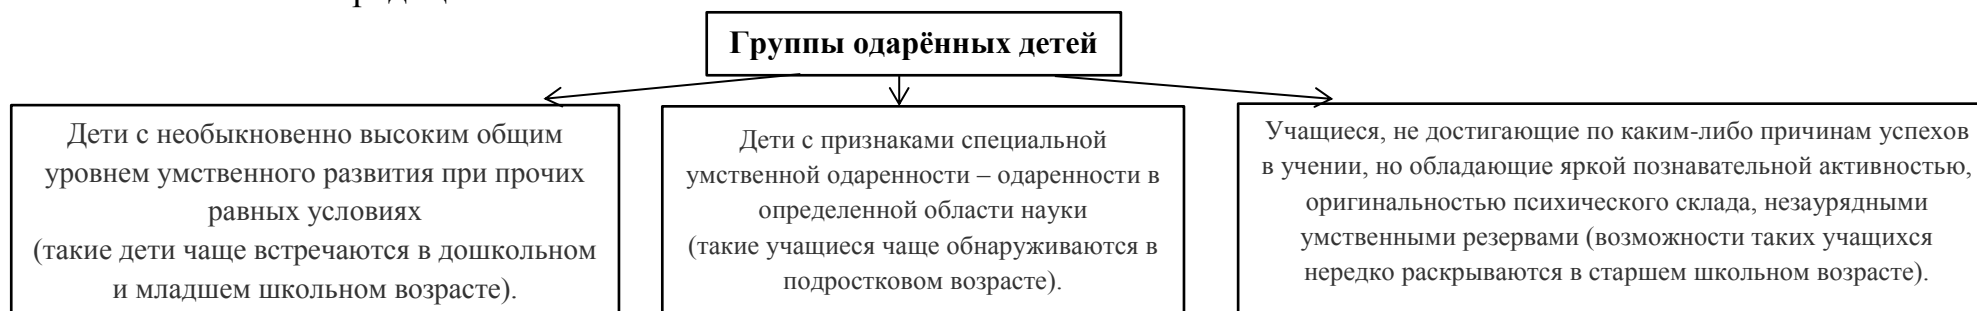 Группы одарённых детей
Дети с необыкновенно высоким общим
уровнем умственного развития при прочих
равных условиях
(такие дети чаще встречаются в дошкольном
и младшем школьном возрасте).
Дети с признаками специальной
умственной одаренности – одаренности в
определенной области науки
(такие учащиеся чаще обнаруживаются в
подростковом возрасте).
Учащиеся, не достигающие по каким-либо причинам успехов
в учении, но обладающие яркой познавательной активностью,
оригинальностью психического склада, незаурядными
умственными резервами (возможности таких учащихся
нередко раскрываются в старшем школьном возрасте).